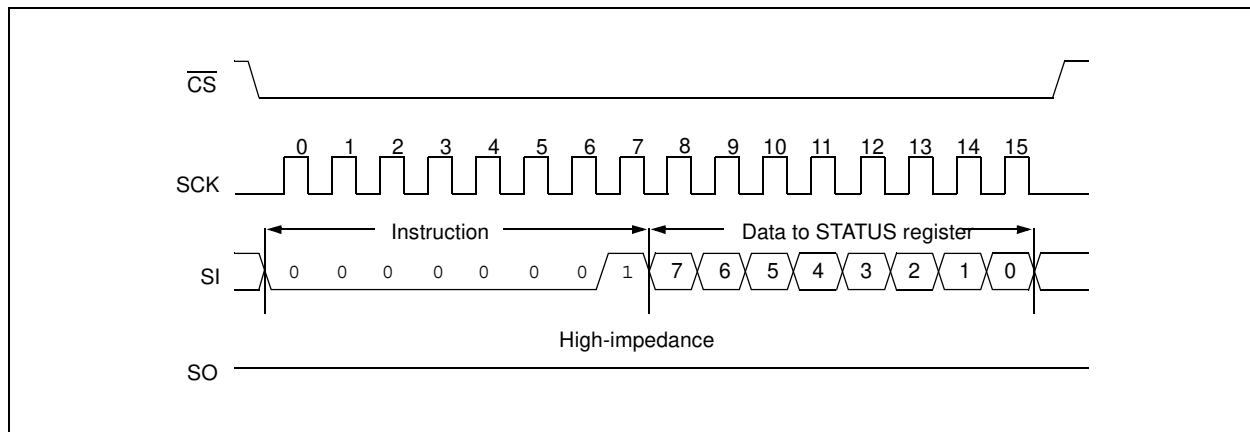 CS
0 1 2 3 4 5 6 7 8 9 10 11 12 13 14 15
SCK
Instruction Data to STATUS register
SI 0 0 0 0 0 0 0 1 7 6 5 4 3 2 1 0
High-impedance
SO